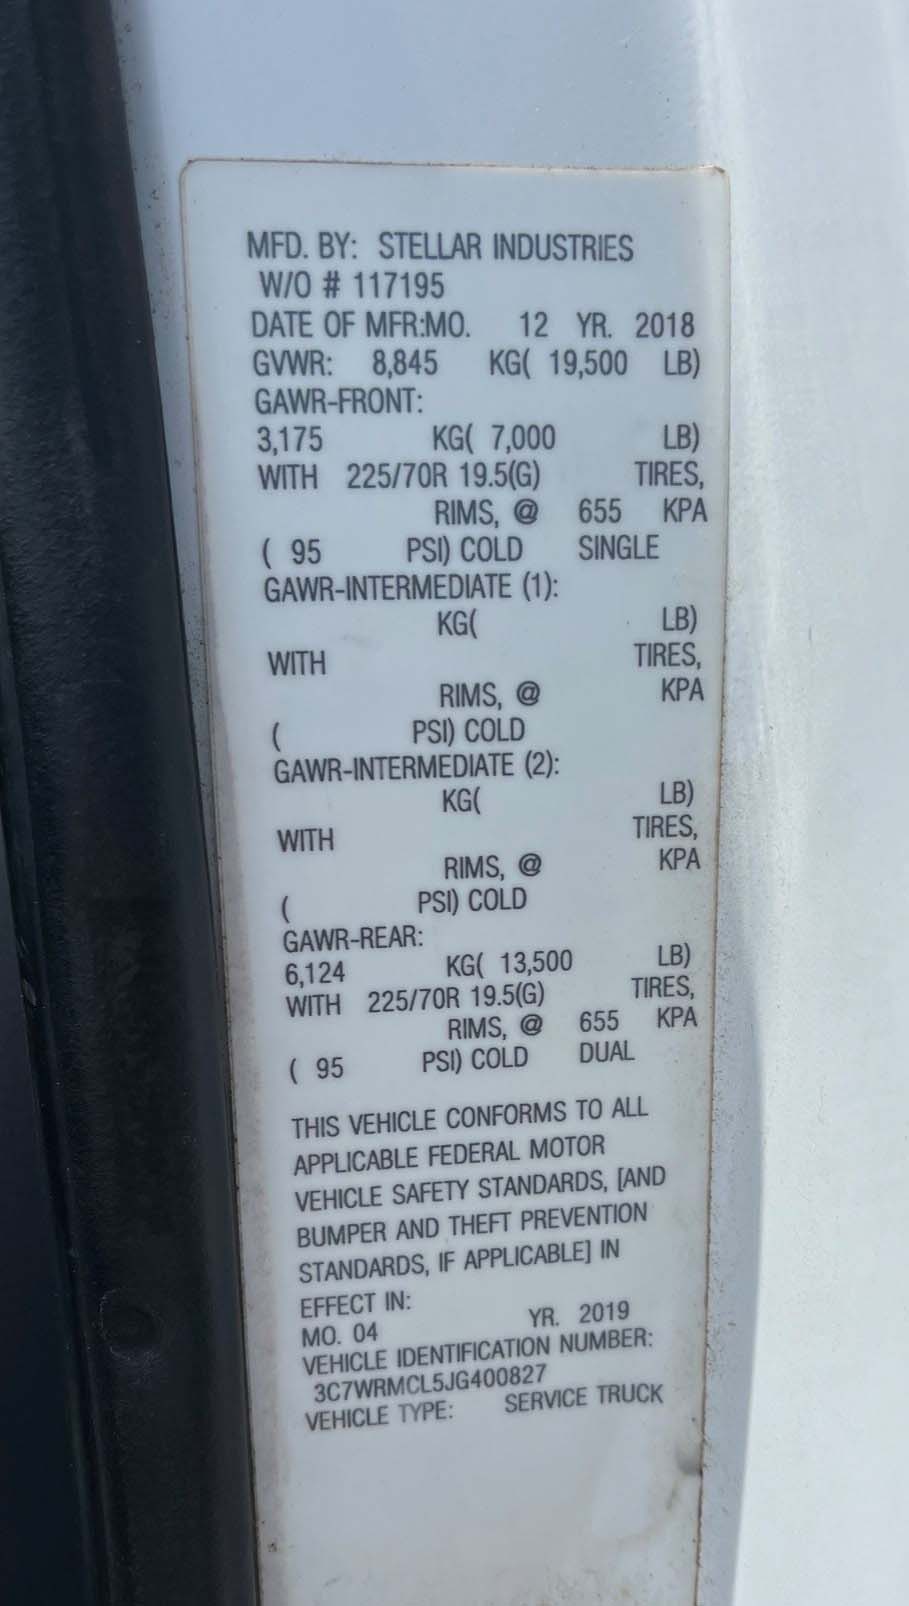 MFD. BY: STELLAR INDUSTRIES
W/O # 117195
DATE OF MFR:MO. 12 YR. 2018
GVWR: 8,845 KG( 19,500 LB)
GAWR-FRONT:
3,175 KG( 7,000 LB)
WITH 225/70R 19.5(G) TIRES,
RIMS, @ 655 KPA
( 95 PSI) COLD SINGLE
GAWR-INTERMEDIATE (1):
KG( LB)
WITH TIRES,
RIMS, @ KPA
( PSI) COLD
GAWR-INTERMEDIATE (2):
KG( LB)
WITH TIRES,
RIMS, @ KPA
( PSI) COLD
GAWR-REAR:
6,124 KG( 13,500 LB)
WITH 225/70R 19.5(G) TIRES,
RIMS, @ 655 KPA
( 95 PSI) COLD DUAL
THIS VEHICLE CONFORMS TO ALL
APPLICABLE FEDERAL MOTOR
VEHICLE SAFETY STANDARDS, [AND
BUMPER AND THEFT PREVENTION
STANDARDS, IF APPLICABLE] IN
EFFECT IN:
MO. 04 YR. 2019
VEHICLE IDENTIFICATION NUMBER:
3C7WRMCL5JG400827
VEHICLE TYPE: SERVICE TRUCK